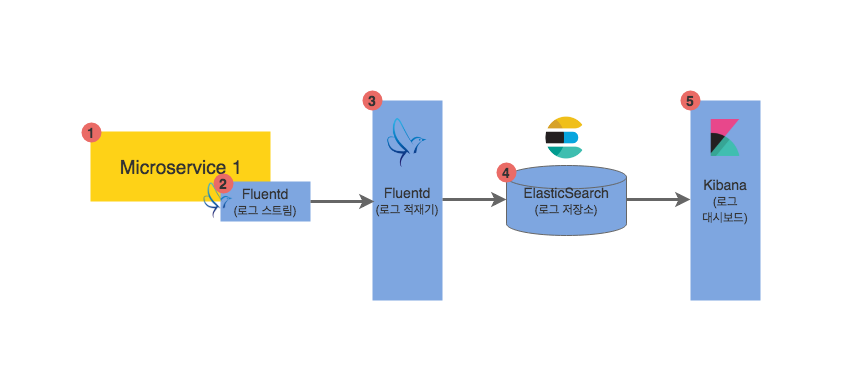 1
Microservice 1
2
Fluentd
(로그 스트림)
3
Fluentd
(로그 적재기)
4
ElasticSearch
(로그 저장소)
5
Kibana
(로그
대시보드)